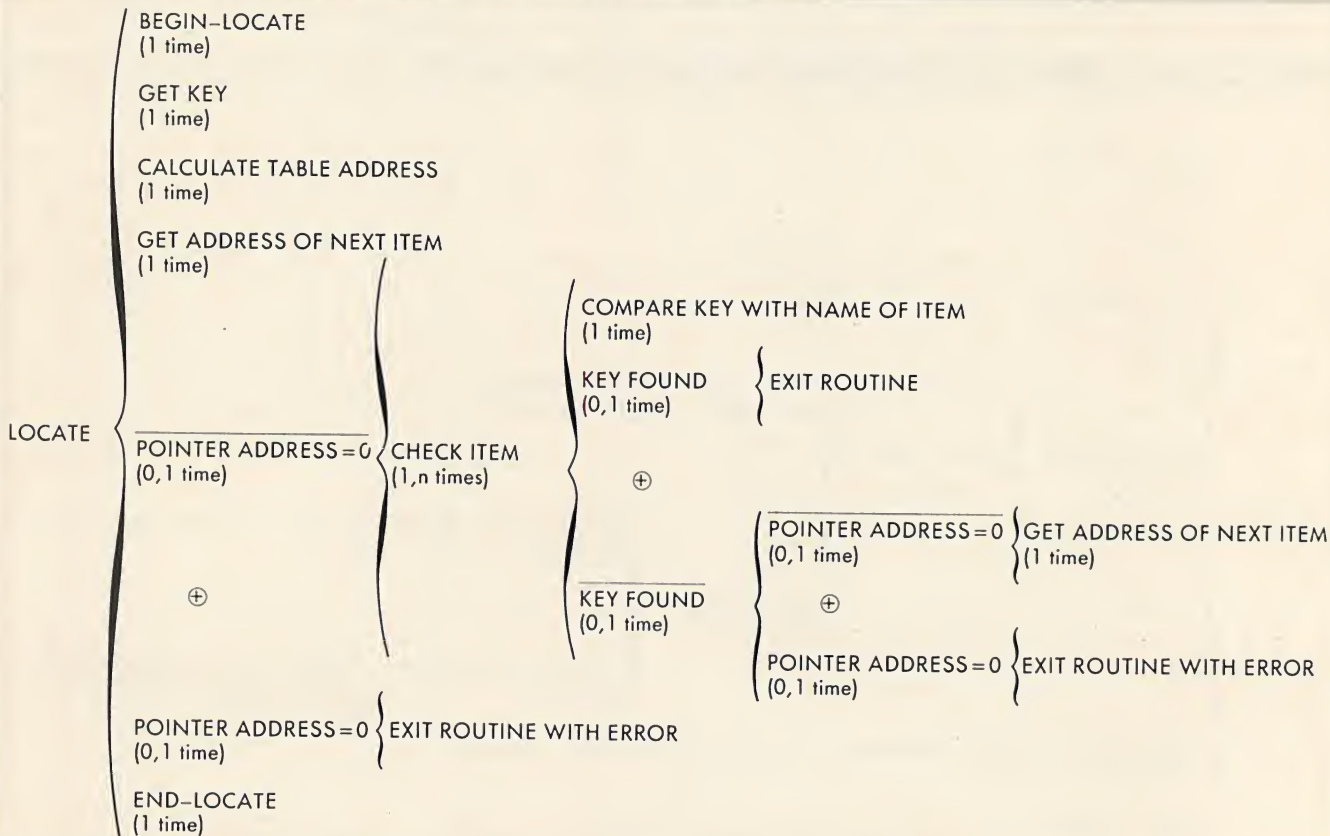 BEGIN–LOCATE
(1 time)
GET KEY
(1 time)
CALCULATE TABLE ADDRESS
(1 time)
GET ADDRESS OF NEXT ITEM
(1 time)
COMPARE KEY WITH NAME OF ITEM
(1 time)
KEY FOUND
(0,1 time)
EXIT ROUTINE
LOCATE
POINTER ADDRESS=0
(0,1 time)
CHECK ITEM
(1,n times)
⊕
POINTER ADDRESS=0
(0,1 time)
GET ADDRESS OF NEXT ITEM
(1 time)
⊕
KEY FOUND
(0,1 time)
⊕
POINTER ADDRESS=0
(0,1 time)
EXIT ROUTINE WITH ERROR
POINTER ADDRESS=0
(0,1 time)
EXIT ROUTINE WITH ERROR
END–LOCATE
(1 time)